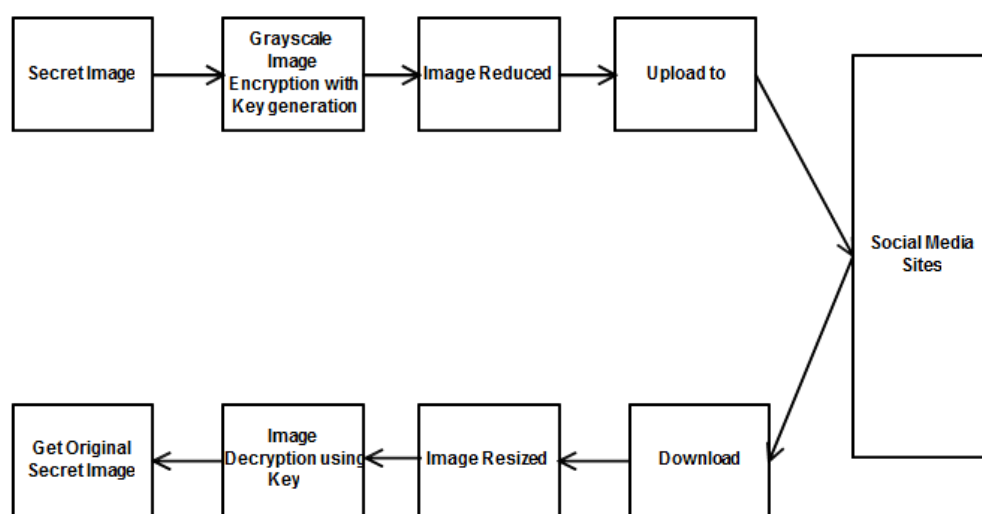 Secret Image
Grayscale
Image
Encryption with
Key generation
Image Reduced
Upload to
Social Media
Sites
Get Original
Secret Image
Image
Decryption using
Key
Image Resized
Download